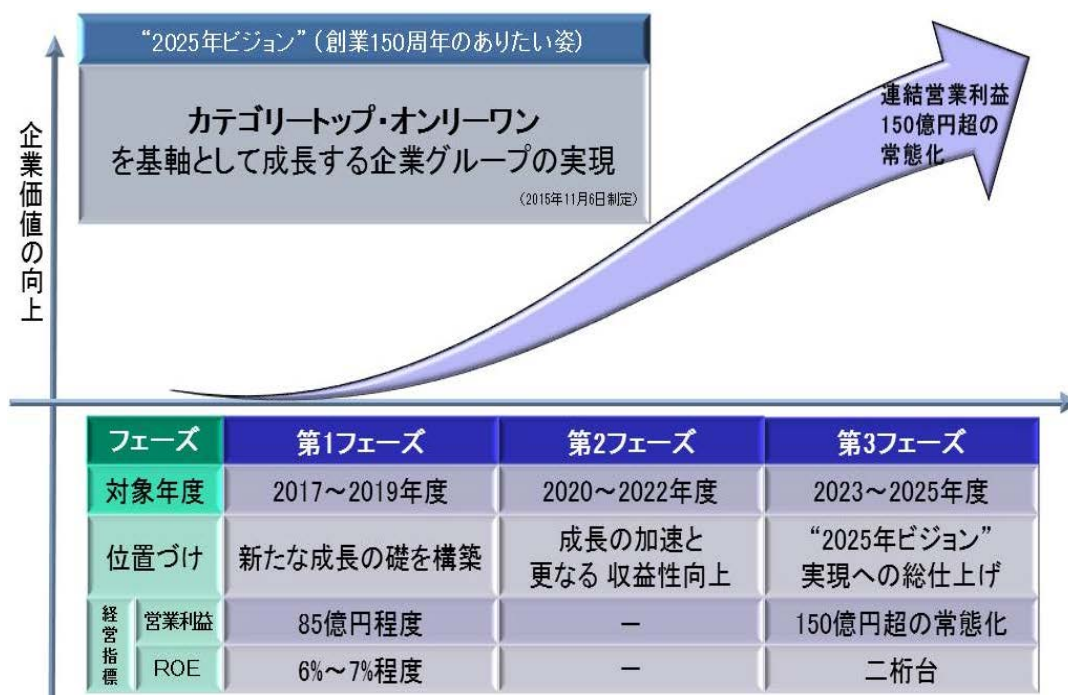 “2025年ビジョン”（創業150周年のありたい姿）
カテゴリートップ・オンリーワン
を基軸として成長する企業グループの実現
（2015年11月6日制定）
企業価値の向上
連結営業利益
150億円超の
常態化
フェーズ 第1フェーズ 第2フェーズ 第3フェーズ
対象年度 2017～2019年度 2020～2022年度 2023～2025年度
位置づけ 新たな成長の礎を構築
成長の加速と
更なる 収益性向上
“2025年ビジョン”
実現への総仕上げ
経営指標
営業利益 85億円程度 － 150億円超の常態化
ROE 6%～7%程度 － 二桁台